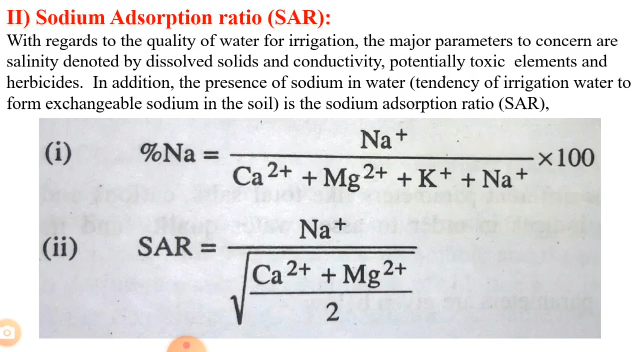 II) Sodium Adsorption ratio (SAR):
With regards to the quality of water for irrigation, the major parameters to concern are
salinity denoted by dissolved solids and conductivity, potentially toxic elements and
herbicides. In addition, the presence of sodium in water (tendency of irrigation water to
form exchangeable sodium in the soil) is the sodium adsorption ratio (SAR),
(i) %Na = Na⁺ / (Ca²⁺ + Mg²⁺ + K⁺ + Na⁺) ×100
(ii) SAR = Na⁺ / √((Ca²⁺ + Mg²⁺) / 2)